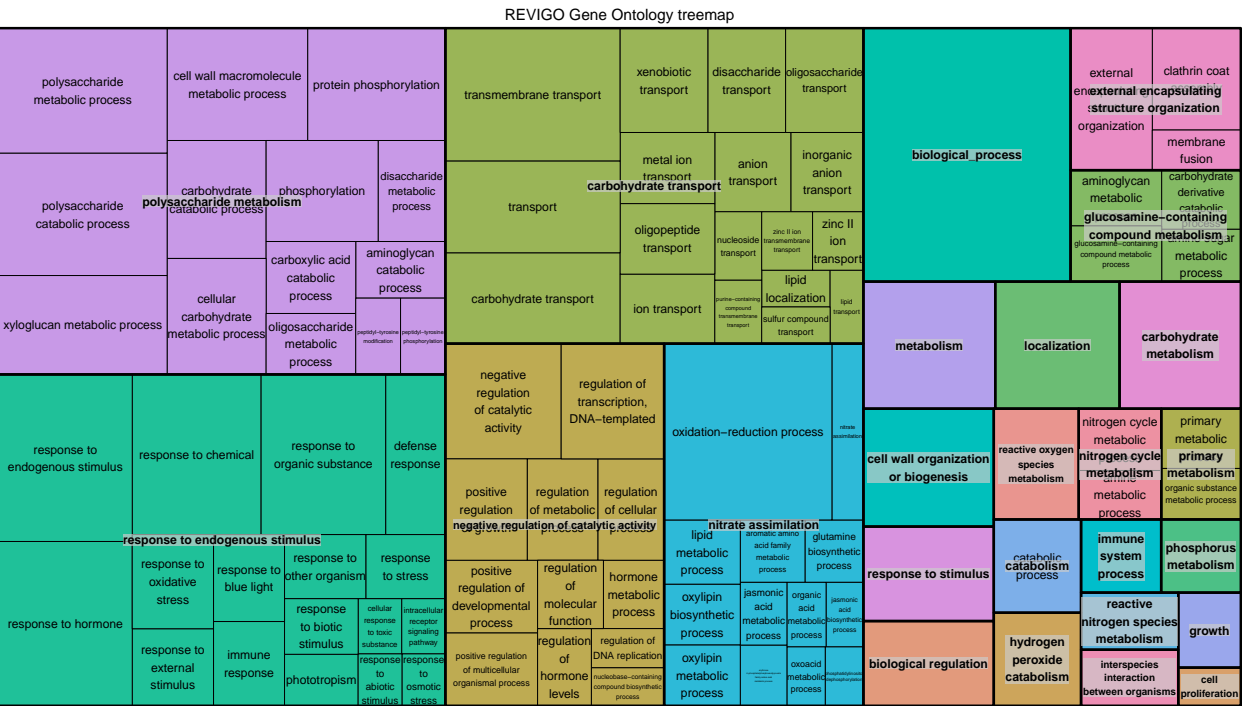 REVIGO Gene Ontology treemap
polysaccharide
metabolic process
cell wall macromolecule
metabolic process
protein phosphorylation
polysaccharide
catabolic process
carbohydrate
catabolic process
phosphorylation
disaccharide
metabolic
process
polysaccharide metabolism
xyloglucan metabolic process
cellular
carbohydrate
metabolic process
carboxylic acid
catabolic
process
aminoglycan
catabolic
process
oligosaccharide
metabolic
process
peptidyl−tyrosine
modification
peptidyl−tyrosine
phosphorylation
response to
endogenous stimulus
response to chemical
response to
organic substance
defense
response
response to endogenous stimulus
response to hormone
response to
oxidative
stress
response to
blue light
response to
other organism
response
to stress
response to
external
stimulus
immune
response
response
to biotic
stimulus
cellular
response
to toxic
substance
intracellular
receptor
signaling
pathway
phototropism
response
to
abiotic
stimulus
response
to
osmotic
stress
transmembrane transport
xenobiotic
transport
disaccharide
transport
oligosaccharide
transport
transport
metal ion
transport
anion
transport
inorganic
anion
transport
carbohydrate transport
carbohydrate transport
oligopeptide
transport
nucleoside
transport
zinc II ion
transmembrane
transport
zinc II
ion
transport
ion transport
purine−containing
compound
transmembrane
transport
lipid
localization
sulfur compound
transport
lipid
transport
negative
regulation
of catalytic
activity
regulation of
transcription,
DNA−templated
positive
regulation
regulation
of metabolic
process
regulation
of cellular
process
negative regulation of catalytic activity
positive
regulation of
developmental
process
regulation
of
molecular
function
hormone
metabolic
process
positive regulation
of multicellular
organismal process
regulation
of
hormone
levels
regulation of
DNA replication
nucleobase−containing
compound biosynthetic
process
oxidation−reduction process
nitrate
assimilation
nitrate assimilation
lipid
metabolic
process
aromatic amino
acid family
metabolic
process
glutamine
biosynthetic
process
oxylipin
biosynthetic
process
jasmonic
acid
metabolic
process
organic
acid
metabolic
process
jasmonic
acid
biosynthetic
process
oxylipin
metabolic
process
oxoacid
metabolic
process
biological_process
external
organization
clathrin coat
external encapsulating
structure organization
membrane
fusion
aminoglycan
metabolic
carbohydrate
derivative
catabolic
process
glucosamine−containing
compound metabolism
glucosamine−containing
compound metabolic
process
amino sugar
metabolic
process
metabolism
localization
carbohydrate
metabolism
cell wall organization
or biogenesis
reactive oxygen
species
metabolism
nitrogen cycle
metabolic
nitrogen cycle
metabolism
metabolic
process
primary
metabolic
primary
metabolism
organic substance
metabolic process
response to stimulus
catabolic
process
catabolism
immune
system
process
phosphorus
metabolism
biological regulation
hydrogen
peroxide
catabolism
reactive
nitrogen species
metabolism
growth
interspecies
interaction
between organisms
cell
proliferation